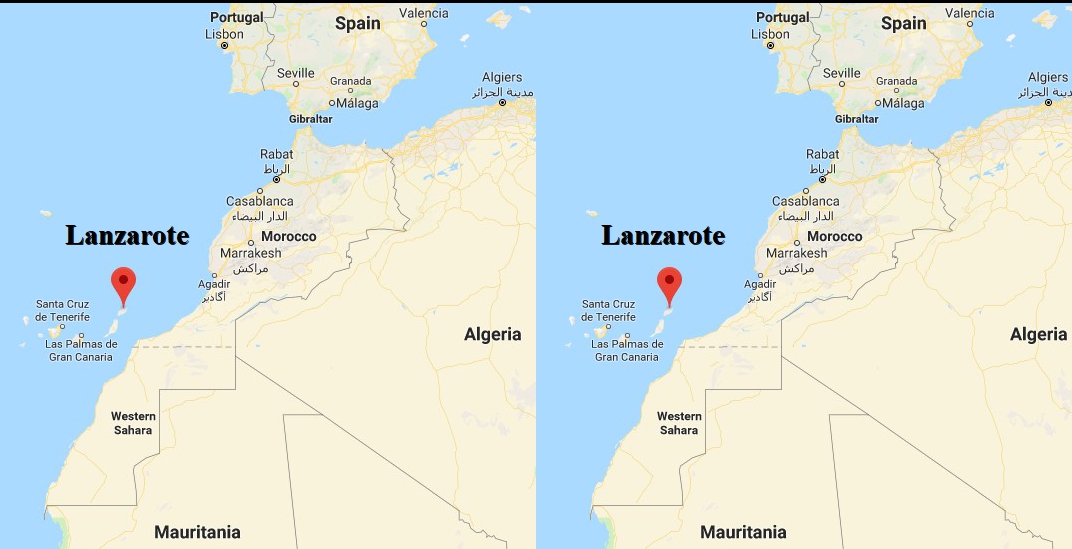 Portugal
Spain
Valencia
Lisbon
Seville
Granada
Algiers
مدينة الجزائر
Málaga
Gibraltar
Rabat
الرباط
Casablanca
الدار البيضاء
Lanzarote
Morocco
Marrakesh
مراكش
Agadir
أكادير
Santa Cruz
de Tenerife
Las Palmas de
Gran Canaria
Algeria
Western
Sahara
Mauritania
Portugal
Spain
Valencia
Lisbon
Seville
Granada
Algiers
دينة الجزائر
Málaga
Gibraltar
Rabat
الرباط
Casablanca
الدار البيضاء
Lanzarote
Morocco
Marrakesh
مراكش
Agadir
أكادير
Santa Cruz
de Tenerife
Las Palmas de
Gran Canaria
Algeria
Western
Sahara
Mauritania